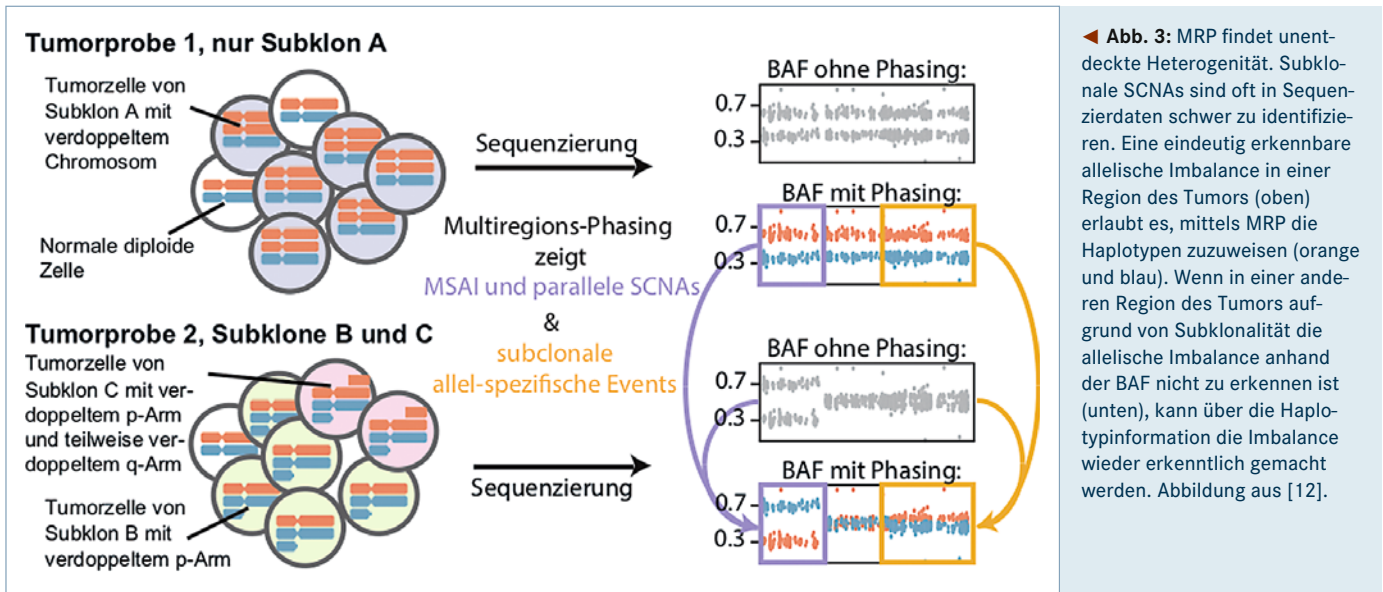 Tumorprobe 1, nur Subklon A
Tumorzelle von
Subklon A mit
verdoppeltem
Chromosom
Normale diploide
Zelle
Sequenzierung
BAF ohne Phasing:
0.7
0.3
BAF mit Phasing:
0.7
0.3
Multiregions-Phasing
zeigt
MSAI und parallele SCNAs
&
subclonale
allel-spezifische Events
Tumorprobe 2, Subklone B und C
Tumorzelle von
Subklon C mit ver-
doppeltem p-Arm
und teilweise ver-
doppeltem q-Arm
Tumorzelle von
Subklon B mit
verdoppeltem p-Arm
Sequenzierung
BAF ohne Phasing:
0.7
0.3
BAF mit Phasing:
0.7
0.3
◄ Abb. 3: MRP findet unent-
deckte Heterogenität. Subklo-
nale SCNAs sind oft in Sequen-
zierdaten schwer zu identifizie-
ren. Eine eindeutig erkennbare
allelische Imbalance in einer
Region des Tumors (oben)
erlaubt es, mittels MRP die
Haplotypen zuzuweisen (orange
und blau). Wenn in einer ande-
ren Region des Tumors auf-
grund von Subklonalität die
allelische Imbalance anhand
der BAF nicht zu erkennen ist
(unten), kann über die Haplo-
typinformation die Imbalance
wieder erkenntlich gemacht
werden. Abbildung aus [12].